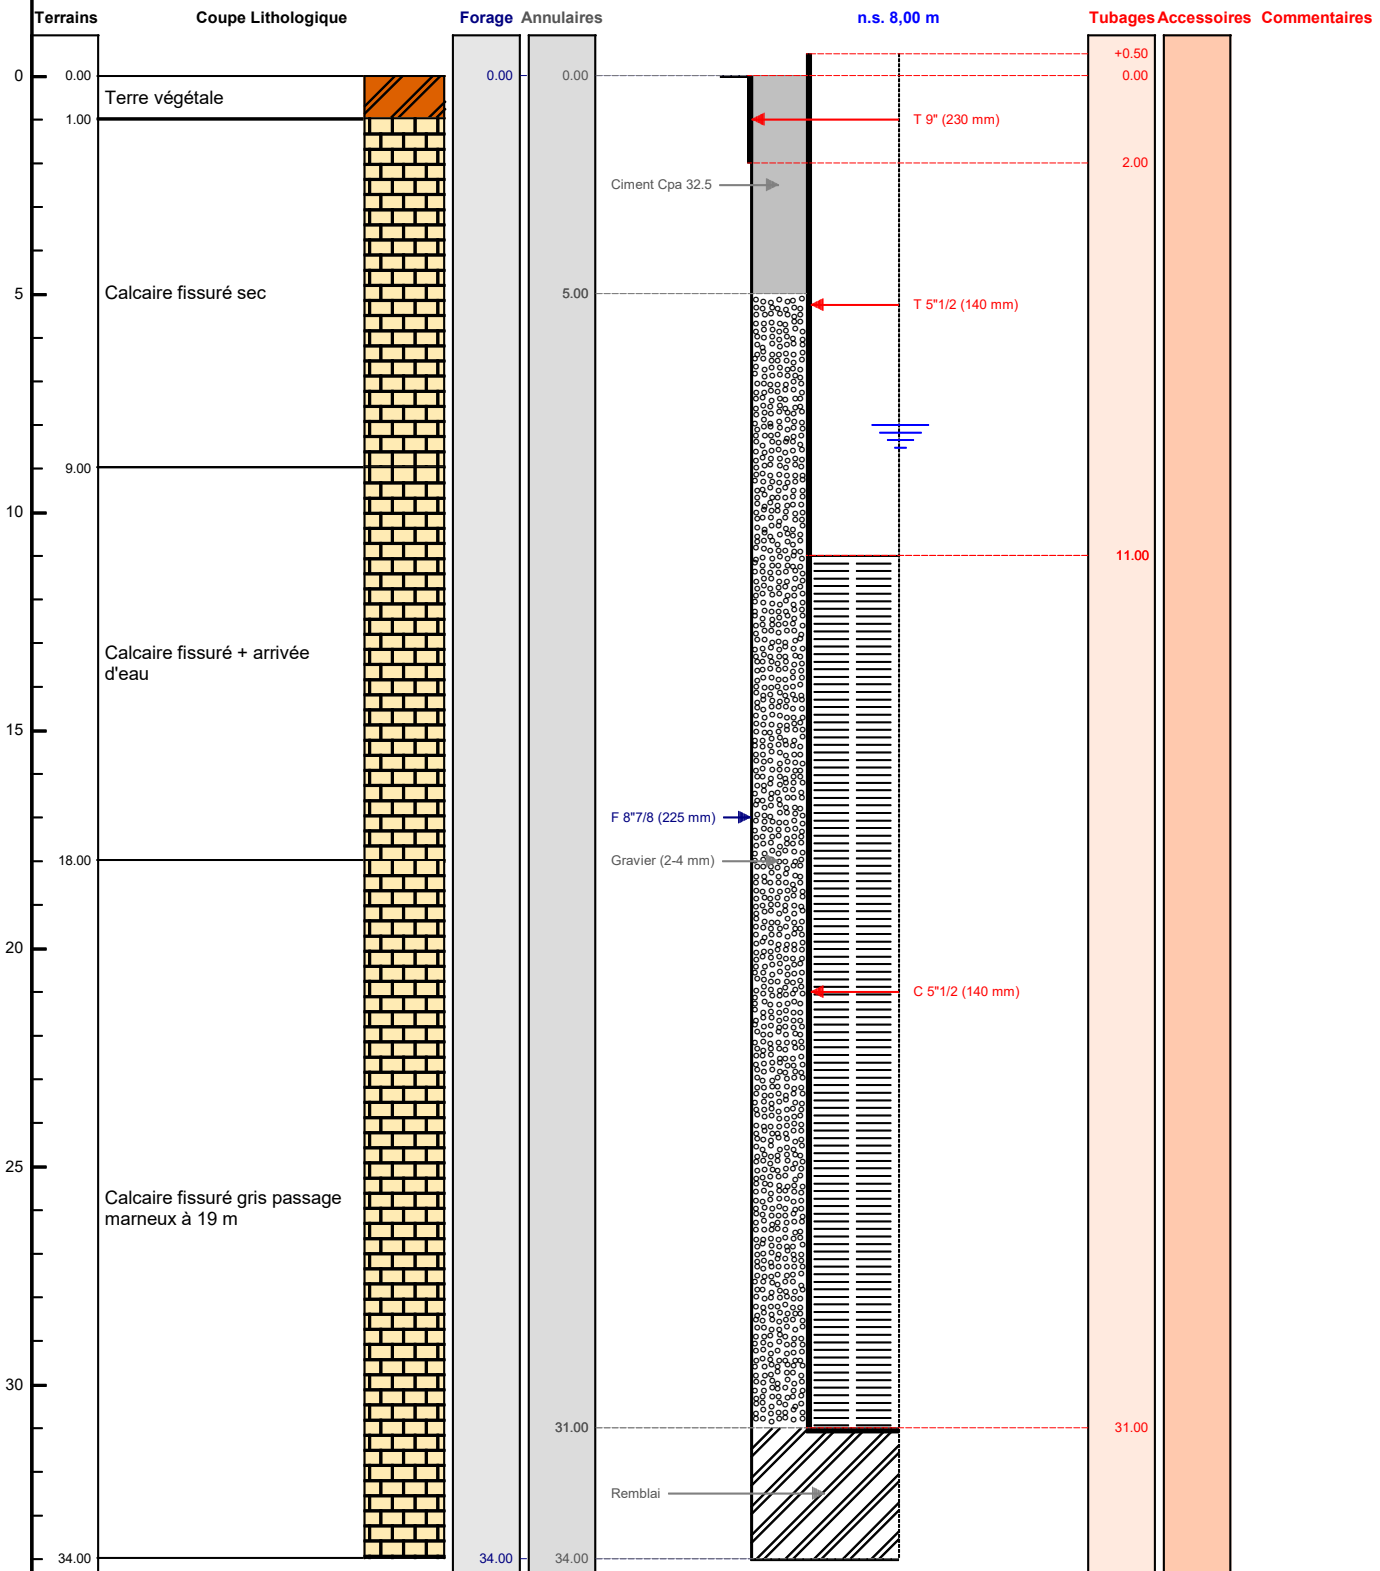 Terrains Coupe Lithologique Forage Annulaires n.s. 8,00 m Tubages Accessoires Commentaires
+0.50
0 0.00 0.00 0.00 0.00
Terre végétale
1.00 T 9" (230 mm)
2.00
Ciment Cpa 32.5
5 Calcaire fissuré sec 5.00 T 5"1/2 (140 mm)
9.00
10
11.00
Calcaire fissuré + arrivée
d'eau
15
F 8"7/8 (225 mm)
18.00 Gravier (2-4 mm)
20
C 5"1/2 (140 mm)
25
Calcaire fissuré gris passage
marneux à 19 m
30
31.00 31.00
Remblai
34.00 34.00 34.00